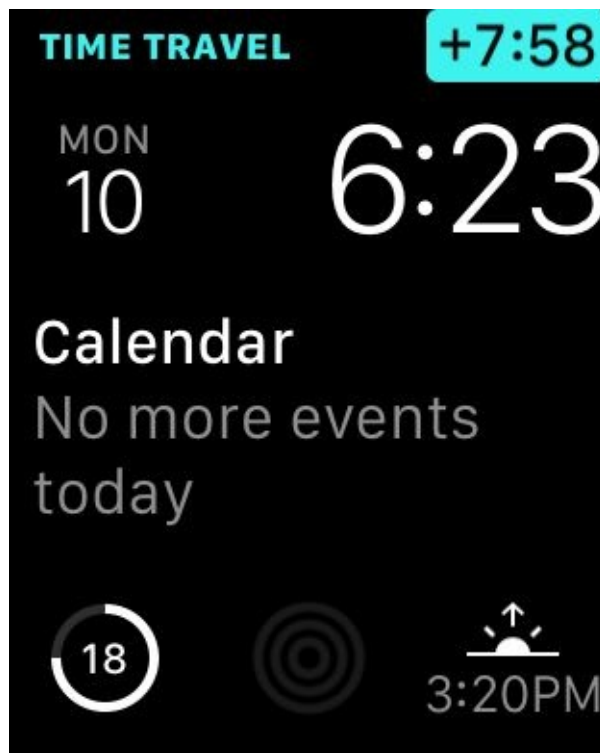 TIME TRAVEL +7:58
MON
10
6:23
Calendar
No more events
today
18
3:20PM